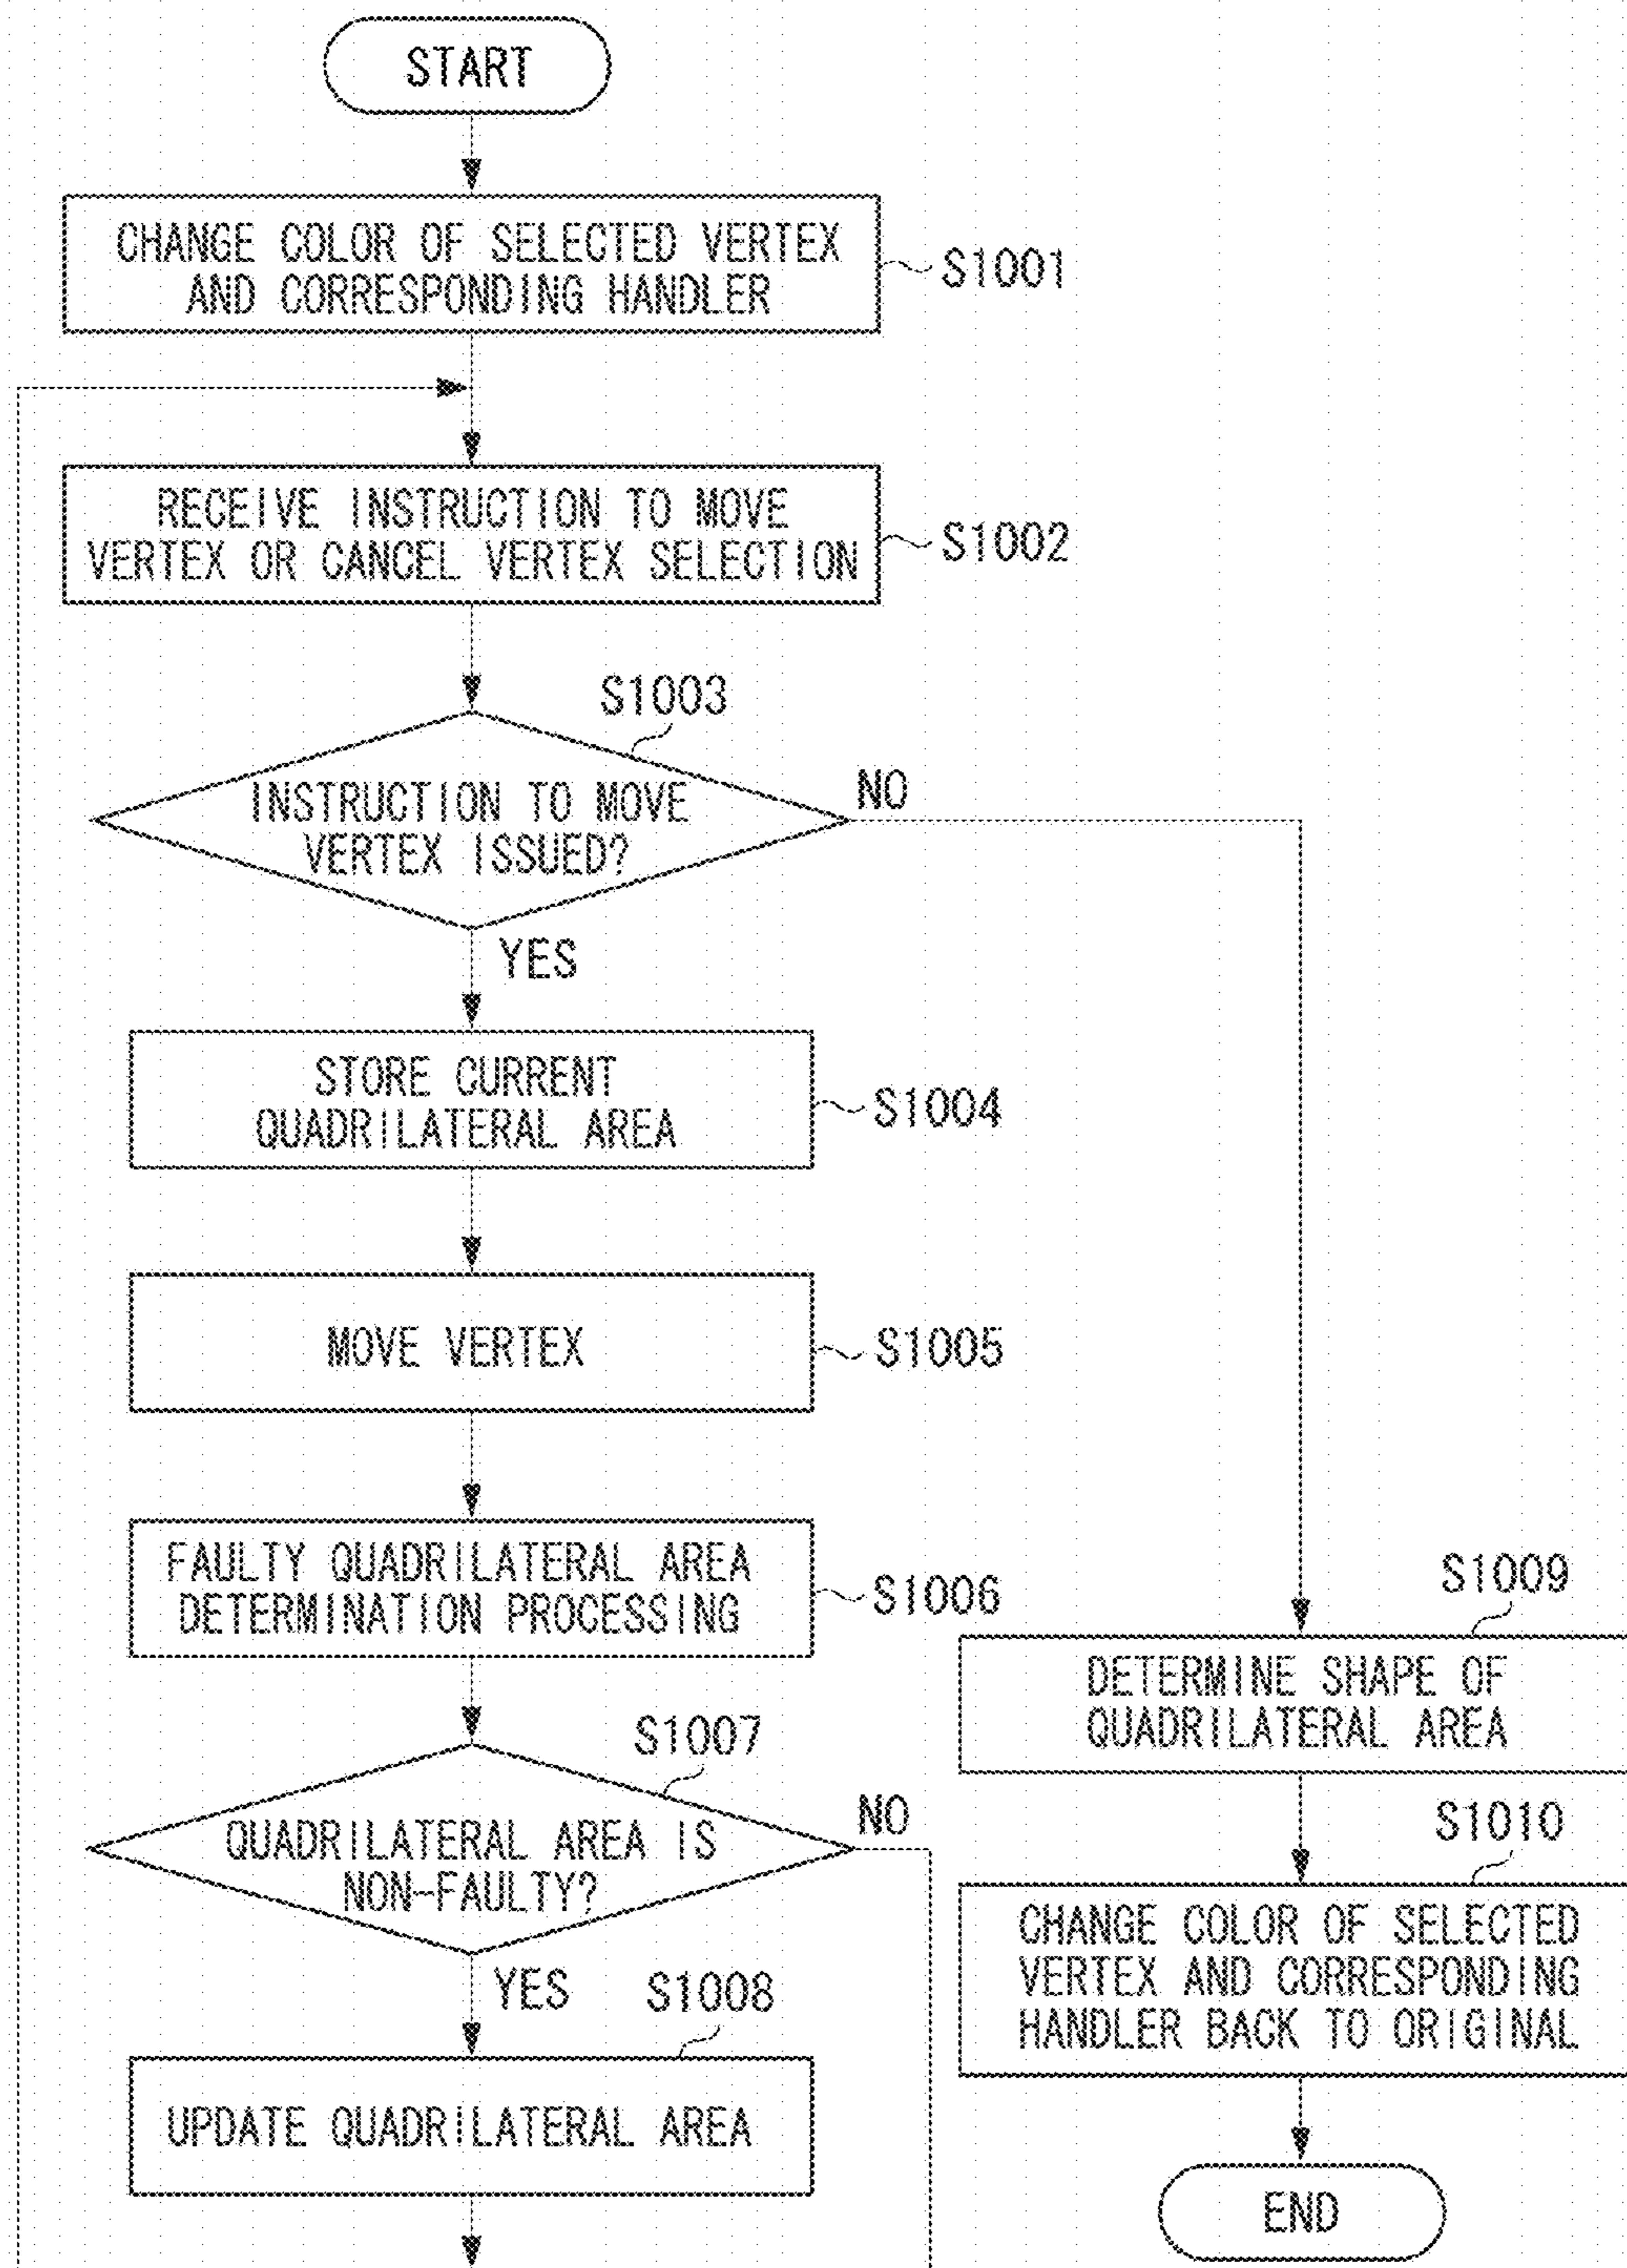 START
CHANGE COLOR OF SELECTED VERTEX
AND CORRESPONDING HANDLER
S1001
RECEIVE INSTRUCTION TO MOVE
VERTEX OR CANCEL VERTEX SELECTION
S1002
S1003
INSTRUCTION TO MOVE
VERTEX ISSUED?
NO
YES
STORE CURRENT
QUADRILATERAL AREA
S1004
MOVE VERTEX
S1005
FAULTY QUADRILATERAL AREA
DETERMINATION PROCESSING
S1006
S1007
QUADRILATERAL AREA IS
NON-FAULTY?
NO
YES
S1008
UPDATE QUADRILATERAL AREA
S1009
DETERMINE SHAPE OF
QUADRILATERAL AREA
S1010
CHANGE COLOR OF SELECTED
VERTEX AND CORRESPONDING
HANDLER BACK TO ORIGINAL
END